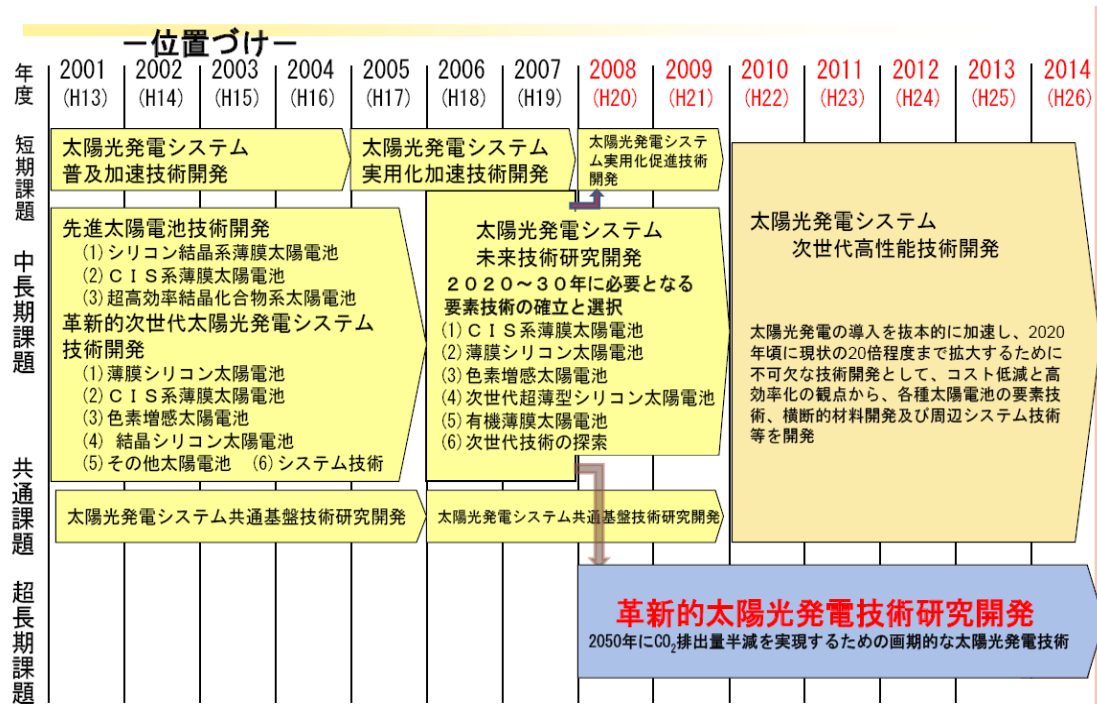 －位置づけ－
年度
2001 2002 2003 2004 2005 2006 2007 2008 2009 2010 2011 2012 2013 2014
(H13) (H14) (H15) (H16) (H17) (H18) (H19) (H20) (H21) (H22) (H23) (H24) (H25) (H26)
短期課題
太陽光発電システム
普及加速技術開発
太陽光発電システム
実用化加速技術開発
太陽光発電システ
ム実用化促進技術
開発
中長期課題
先進太陽電池技術開発
(1)シリコン結晶系薄膜太陽電池
(2)ＣＩＳ系薄膜太陽電池
(3)超高効率結晶化合物系太陽電池
革新的次世代太陽光発電システム
技術開発
(1)薄膜シリコン太陽電池
(2)ＣＩＳ系薄膜太陽電池
(3)色素増感太陽電池
(4) 結晶シリコン太陽電池
(5)その他太陽電池 (6)システム技術
太陽光発電システム
未来技術研究開発
２０２０～30年に必要となる
要素技術の確立と選択
(1)ＣＩＳ系薄膜太陽電池
(2)薄膜シリコン太陽電池
(3)色素増感太陽電池
(4)次世代超薄型シリコン太陽電池
(5)有機薄膜太陽電池
(6)次世代技術の探索
太陽光発電システム
次世代高性能技術開発
太陽光発電の導入を抜本的に加速し、2020
年頃に現状の20倍程度まで拡大するために
不可欠な技術開発として、コスト低減と高
効率化の観点から、各種太陽電池の要素技
術、横断的材料開発及び周辺システム技術
等を開発
共通課題
太陽光発電システム共通基盤技術研究開発
太陽光発電システム共通基盤技術研究開発
超長期課題
革新的太陽光発電技術研究開発
2050年にCO₂排出量半減を実現するための画期的な太陽光発電技術